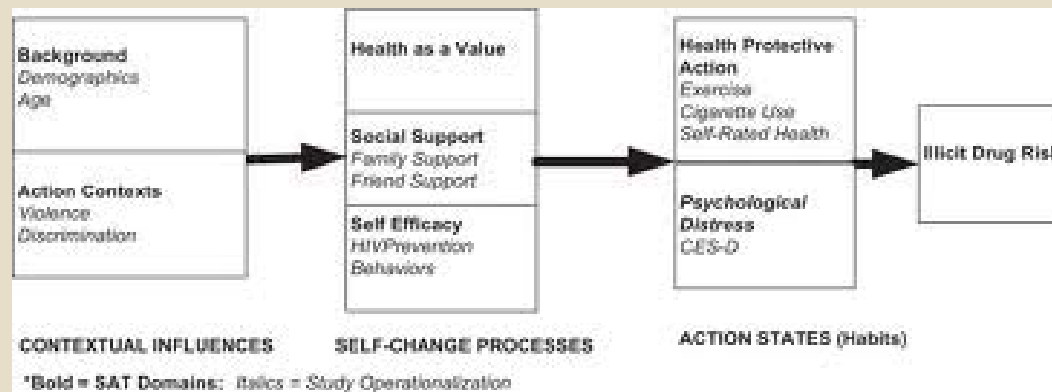 Background
Demographics
Age
Action Contexts
Violence
Discrimination
CONTEXTUAL INFLUENCES
Health as a Value
Social Support
Family Support
Friend Support
Self Efficacy
HIVPrevention
Behaviors
SELF-CHANGE PROCESSES
Health Protective
Action
Exercise
Cigarette Use
Self-Rated Health
Psychological
Distress
CES-D
ACTION STATES (Habits)
Illicit Drug Risk
*Bold = SAT Domains; Italics = Study Operationalization